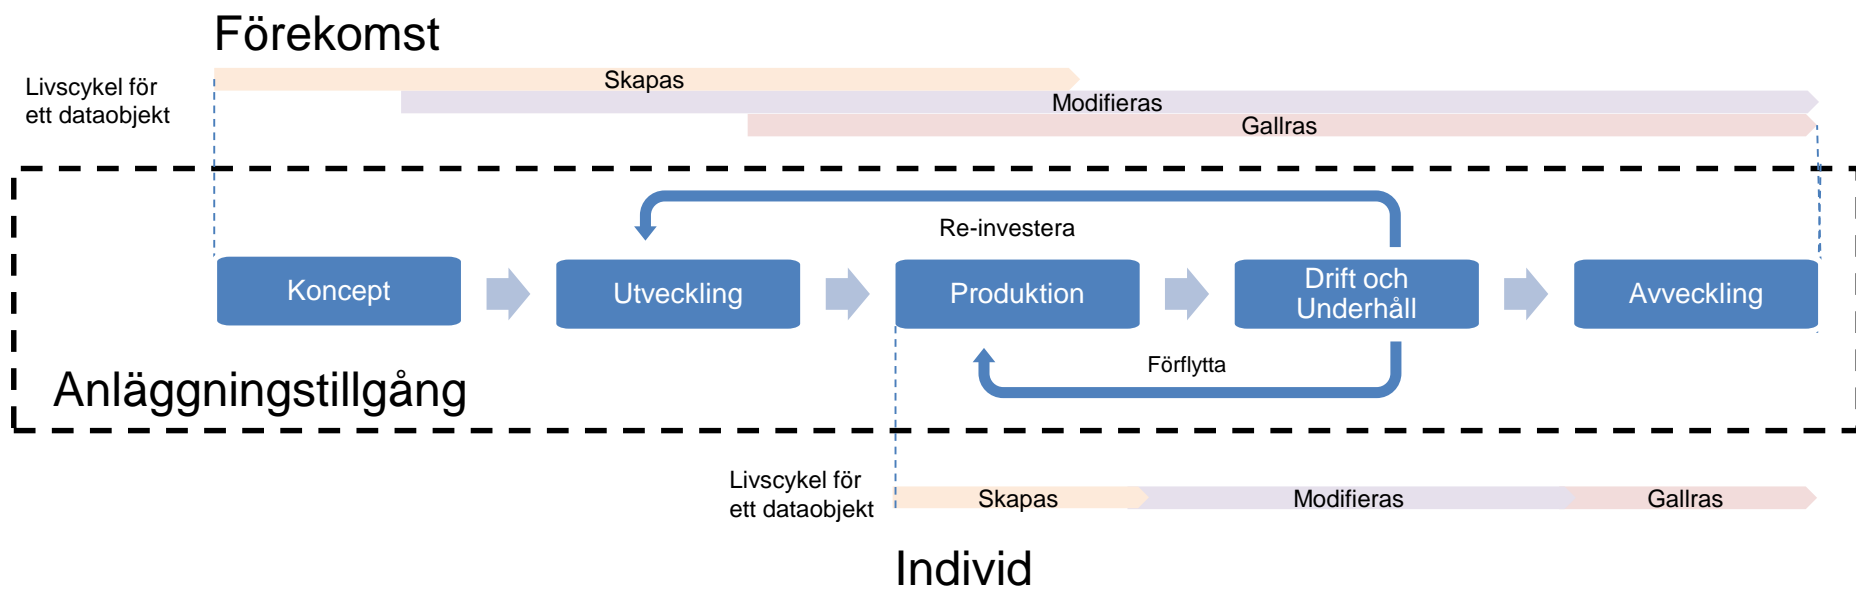 Förekomst
Livscykel för
ett dataobjekt
Skapas
Modifieras
Gallras
Re-investera
Koncept
Utveckling
Produktion
Drift och
Underhåll
Avveckling
Förflytta
Anläggningstillgång
Livscykel för
ett dataobjekt
Skapas
Modifieras
Gallras
Individ